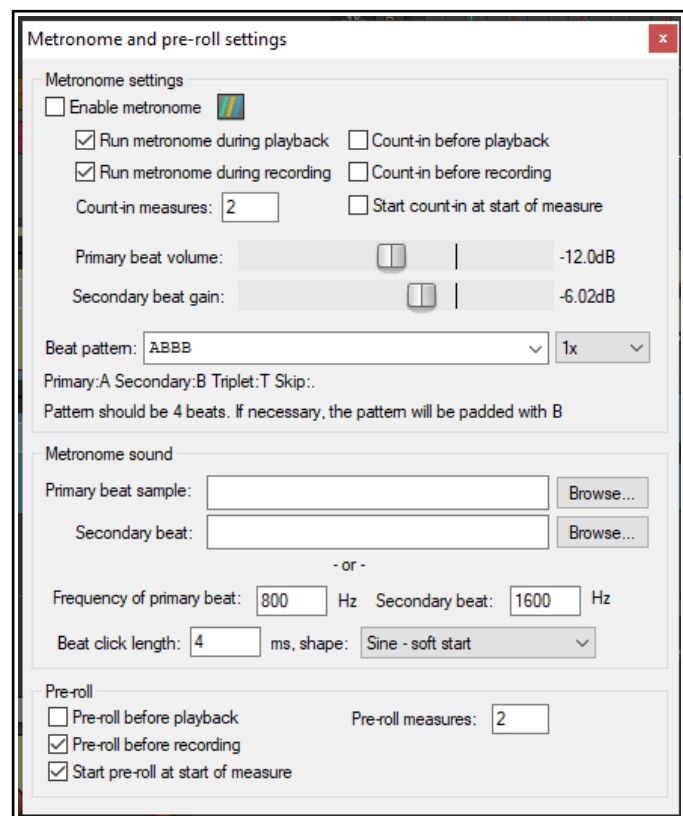 Metronome and pre-roll settings x
Metronome settings
Enable metronome
Run metronome during playback Count-in before playback
Run metronome during recording Count-in before recording
Count-in measures: 2 Start count-in at start of measure
Primary beat volume: -12.0dB
Secondary beat gain: -6.02dB
Beat pattern: ABBB 1x
Primary:A Secondary:B Triplet:T Skip:.
Pattern should be 4 beats. If necessary, the pattern will be padded with B
Metronome sound
Primary beat sample: Browse...
Secondary beat: Browse...
- or -
Frequency of primary beat: 800 Hz Secondary beat: 1600 Hz
Beat click length: 4 ms, shape: Sine - soft start
Pre-roll
Pre-roll before playback Pre-roll measures: 2
Pre-roll before recording
Start pre-roll at start of measure